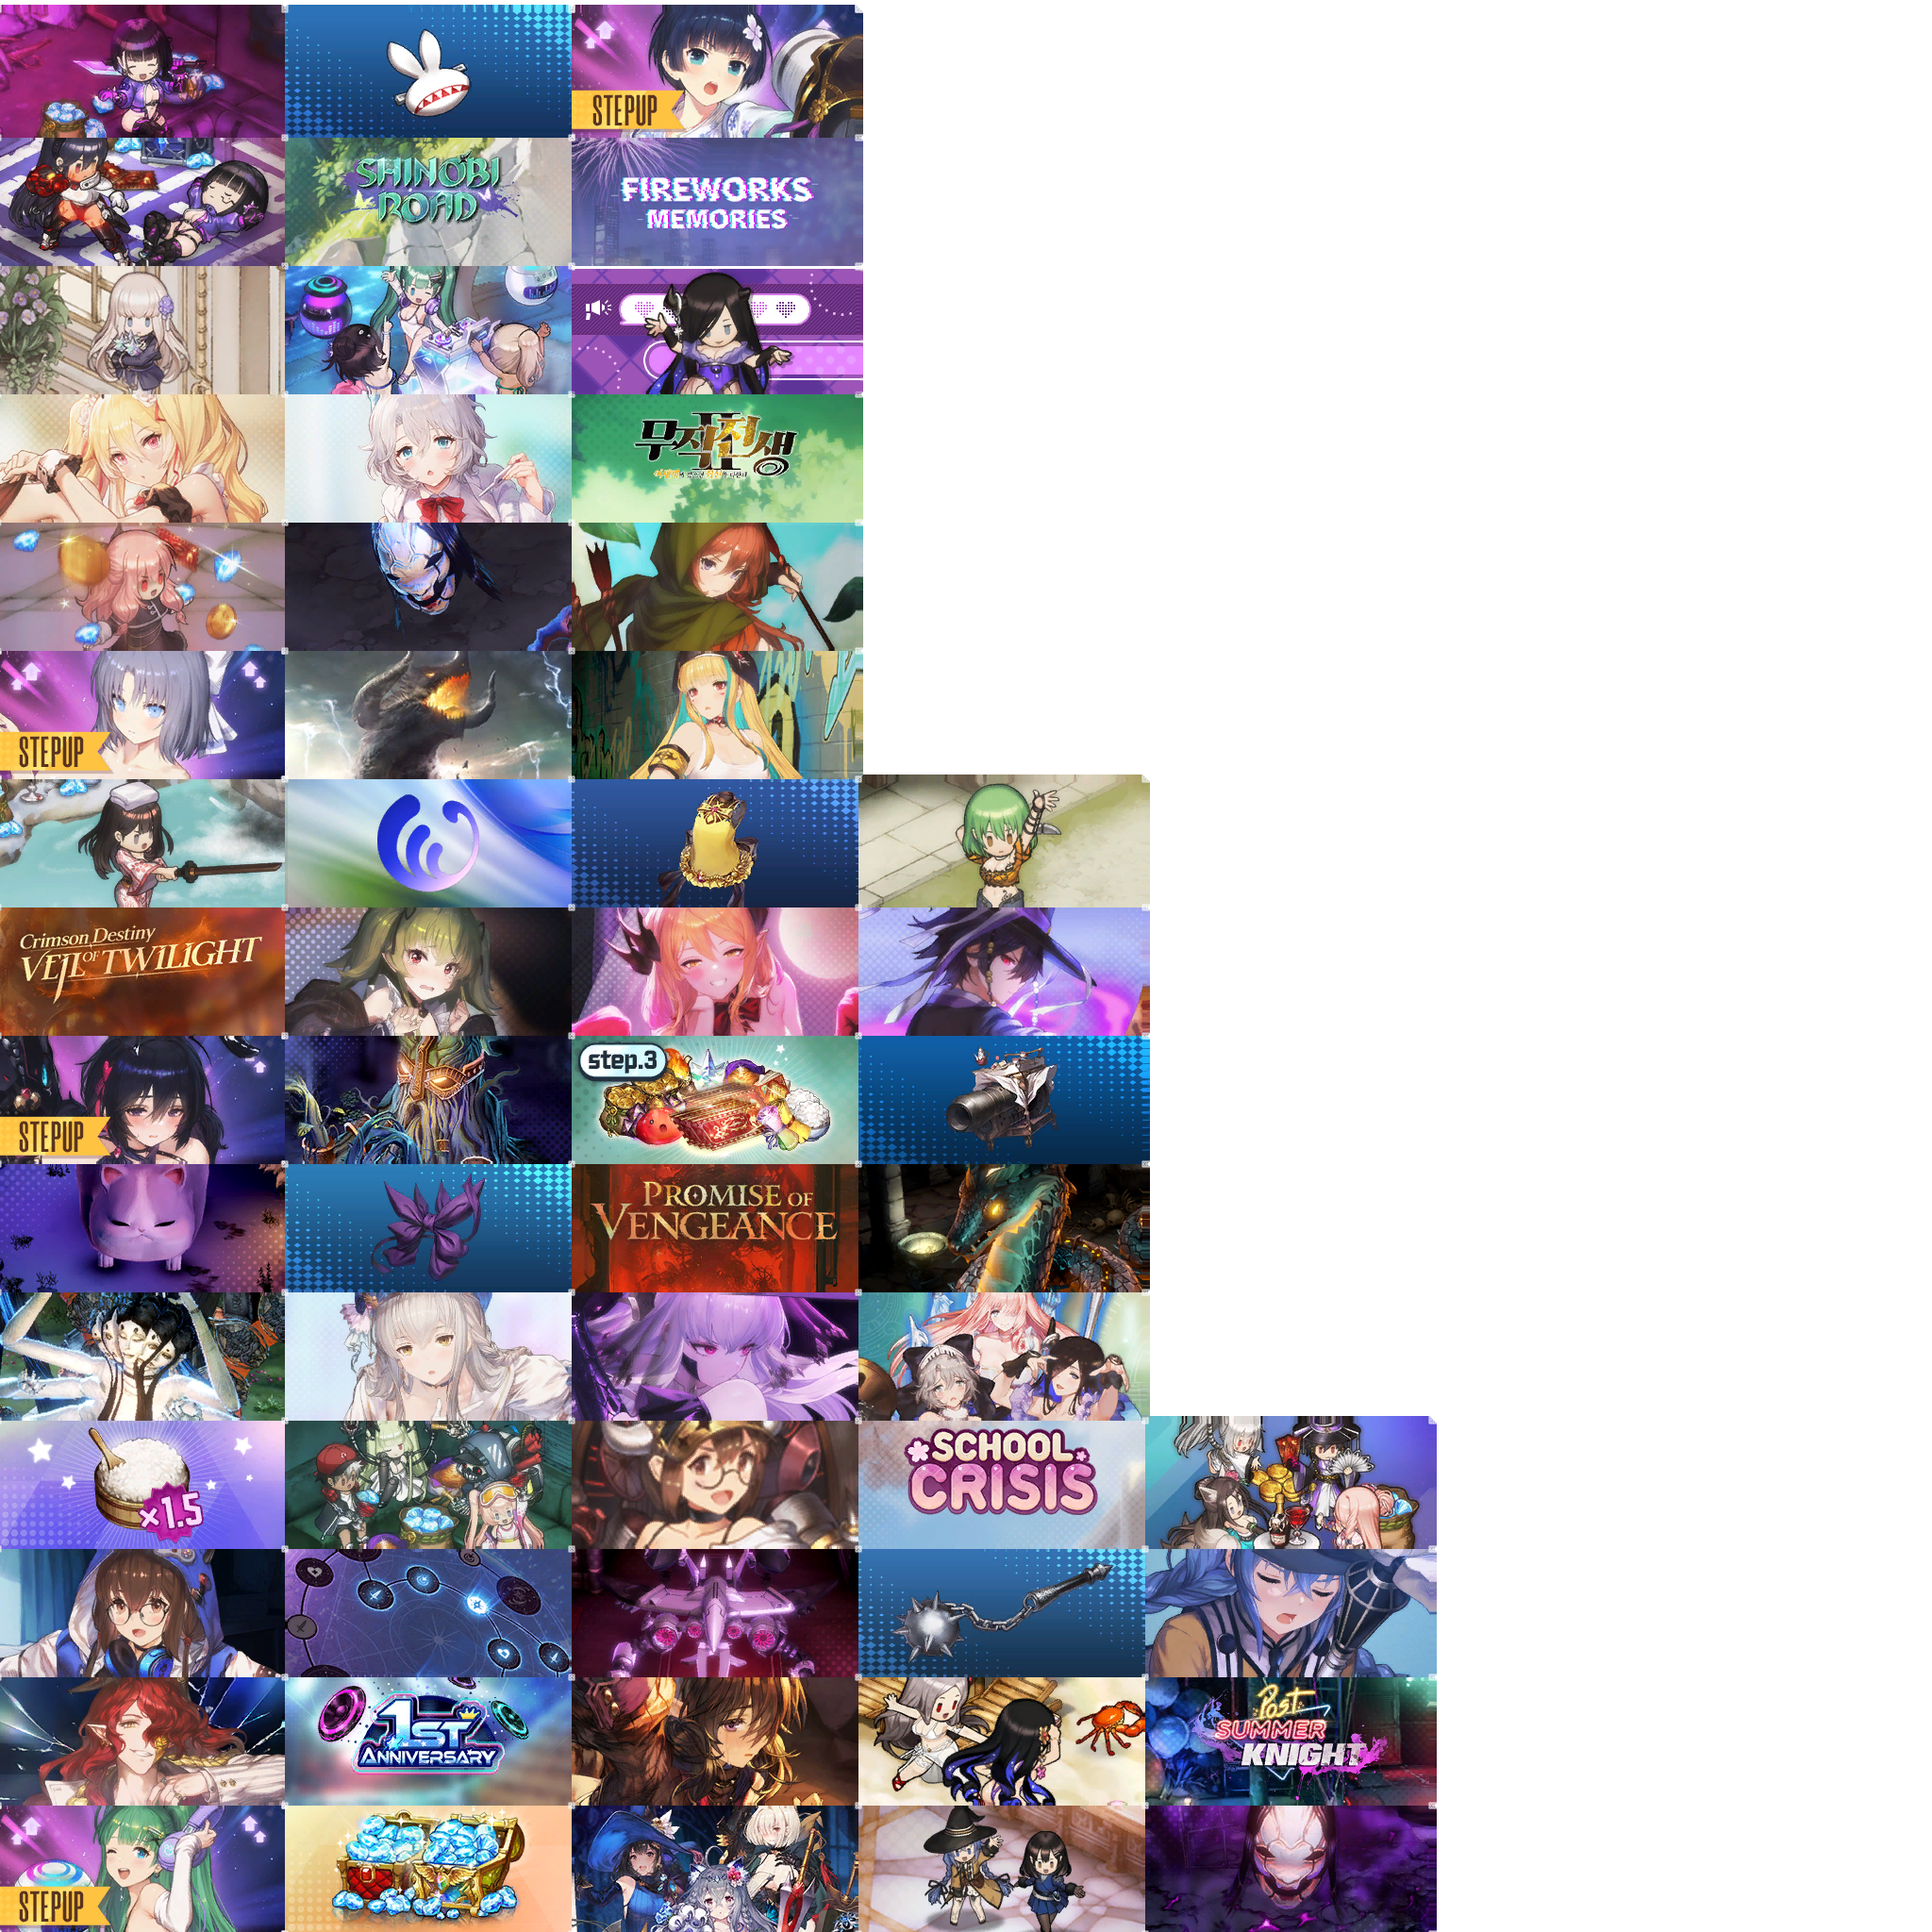 STEPUP
SHINOBI
ROAD
FIREWORKS
MEMORIES
무직전생
II
STEPUP
Crimson Destiny
VEIL OF TWILIGHT
STEPUP
step.3
PROMISE OF
VENGEANCE
×1.5
SCHOOL
CRISIS
1ST
ANNIVERSARY
Post
SUMMER
KNIGHT
STEPUP